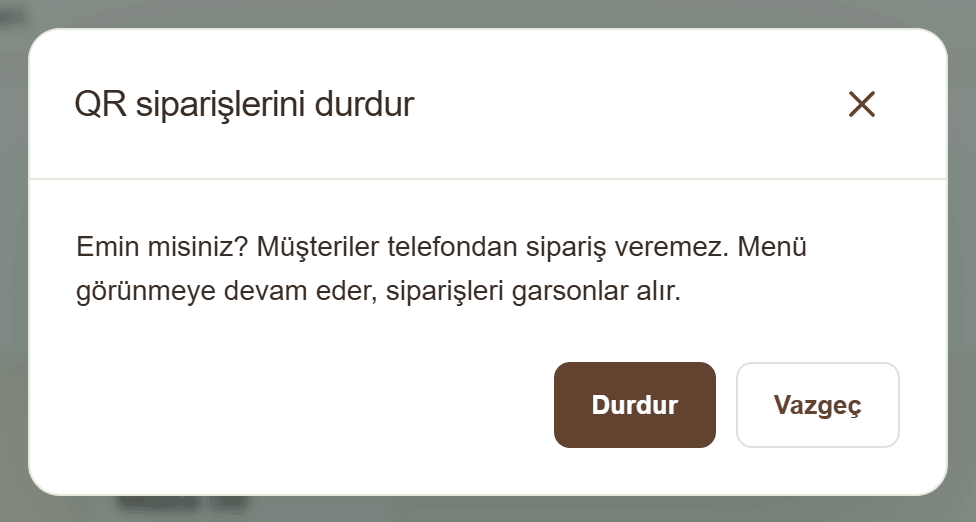 QR siparişlerini durdur
Emin misiniz? Müşteriler telefondan sipariş veremez. Menü
görünmeye devam eder, siparişleri garsonlar alır.
Durdur
Vazgeç